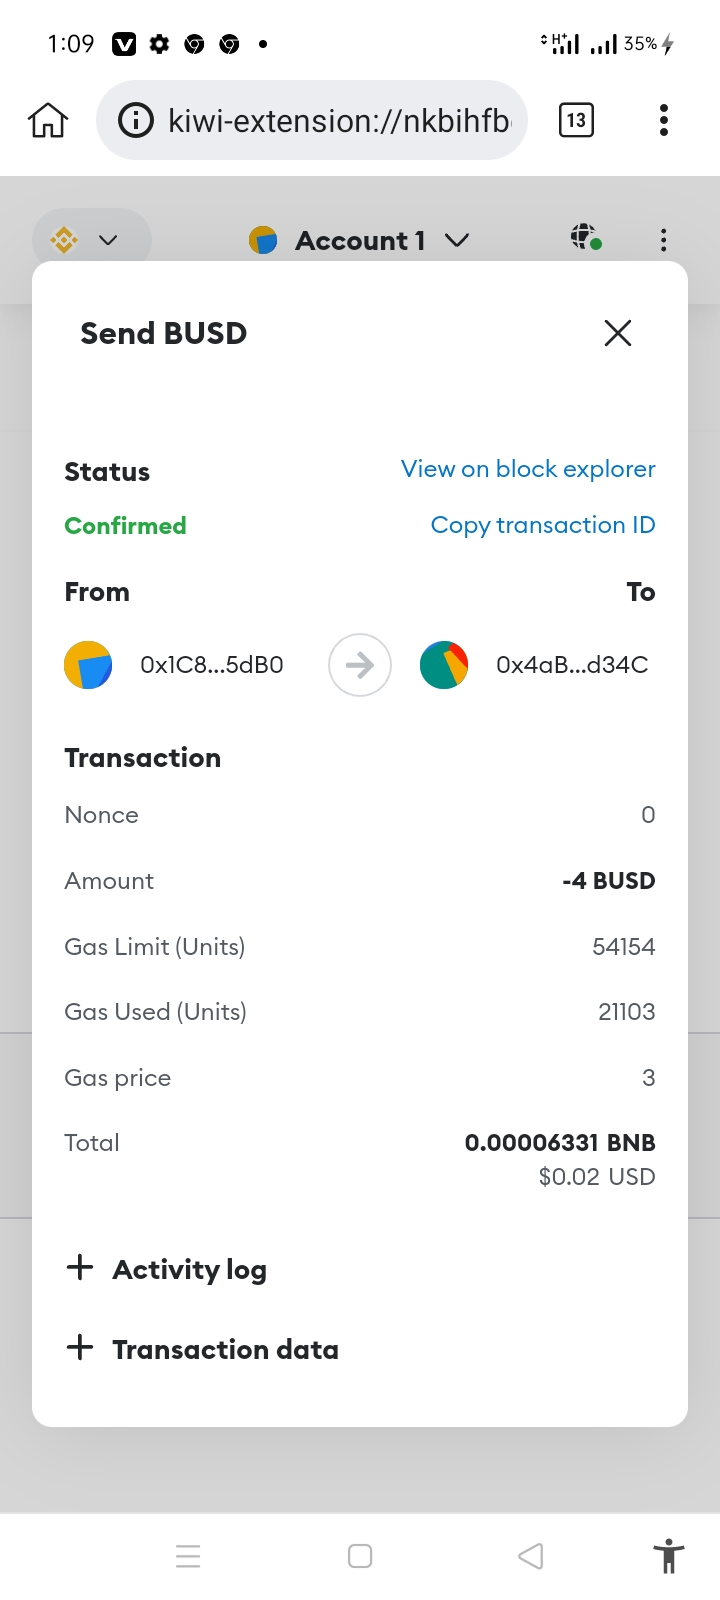 1:09 35%
kiwi-extension://nkbihfb 13
Account 1
Send BUSD
Status View on block explorer
Confirmed Copy transaction ID
From To
0x1C8...5dB0 0x4aB...d34C
Transaction
Nonce 0
Amount -4 BUSD
Gas Limit (Units) 54154
Gas Used (Units) 21103
Gas price 3
Total 0.00006331 BNB
$0.02 USD
+ Activity log
+ Transaction data